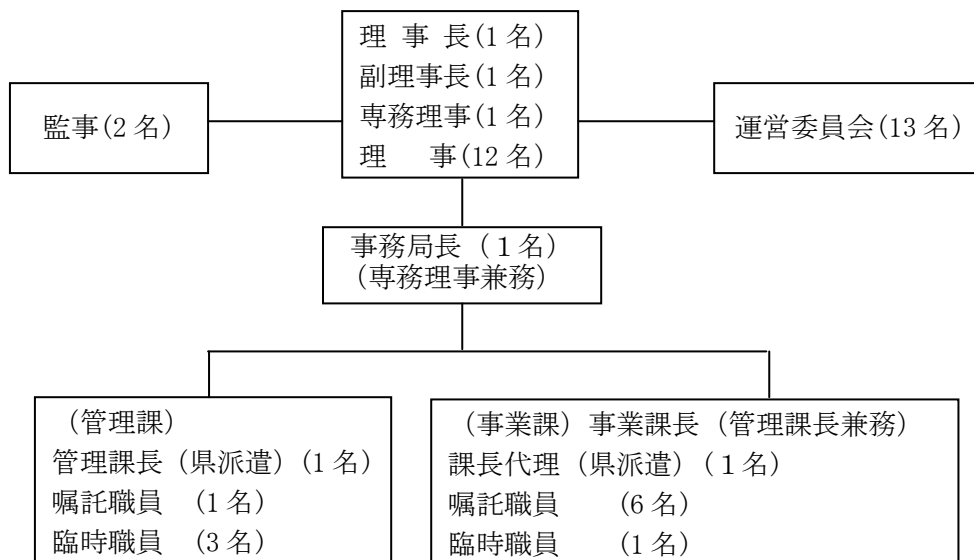 理 事 長(1 名)
副理事長(1 名)
専務理事(1 名)
理　　事(12 名)
監事(2 名)
運営委員会(13 名)
事務局長（１名）
（専務理事兼務）
（管理課）
管理課長（県派遣）(1 名)
嘱託職員　(1 名)
臨時職員　(3 名)
（事業課）事業課長（管理課長兼務）
課長代理（県派遣）(１名)
嘱託職員　　(6 名)
臨時職員　　(1 名)